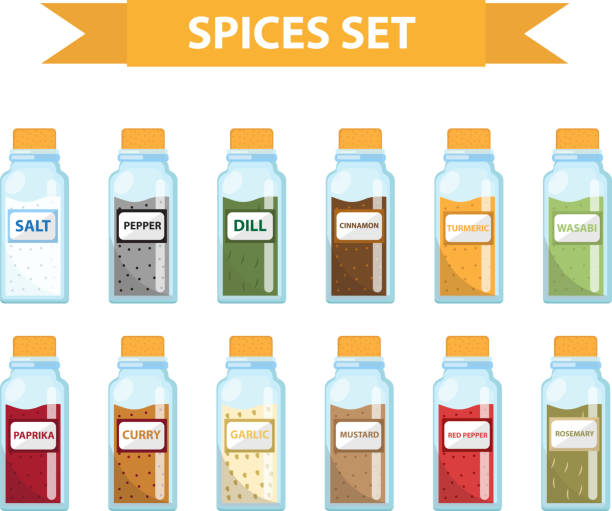 SPICES SET
SALT
PEPPER
DILL
CINNAMON
TURMERIC
WASABI
PAPRIKA
CURRY
GARLIC
MUSTARD
RED PEPPER
ROSEMARY